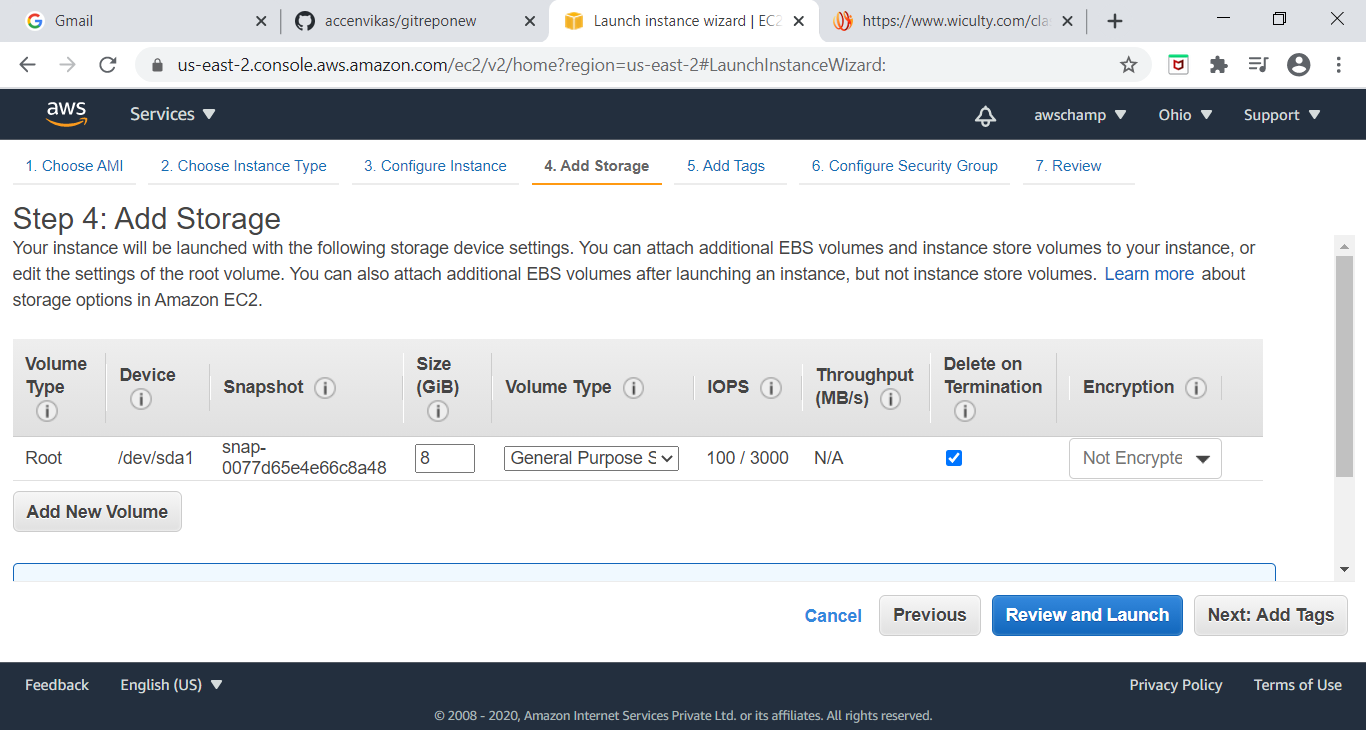 Gmail
accenvikas/gitreponew
Launch instance wizard | EC2
https://www.wiculty.com/cla
us-east-2.console.aws.amazon.com/ec2/v2/home?region=us-east-2#LaunchInstanceWizard:
aws
Services
awschamp
Ohio
Support
1. Choose AMI
2. Choose Instance Type
3. Configure Instance
4. Add Storage
5. Add Tags
6. Configure Security Group
7. Review
Step 4: Add Storage
Your instance will be launched with the following storage device settings. You can attach additional EBS volumes and instance store volumes to your instance, or
edit the settings of the root volume. You can also attach additional EBS volumes after launching an instance, but not instance store volumes. Learn more about
storage options in Amazon EC2.
Volume
Type
Device
Snapshot
Size
(GiB)
Volume Type
IOPS
Throughput
(MB/s)
Delete on
Termination
Encryption
Root
/dev/sda1
snap-
0077d65e4e66c8a48
8
General Purpose S
100 / 3000
N/A
Not Encrypte
Add New Volume
Cancel
Previous
Review and Launch
Next: Add Tags
Feedback
English (US)
Privacy Policy
Terms of Use
© 2008 - 2020, Amazon Internet Services Private Ltd. or its affiliates. All rights reserved.